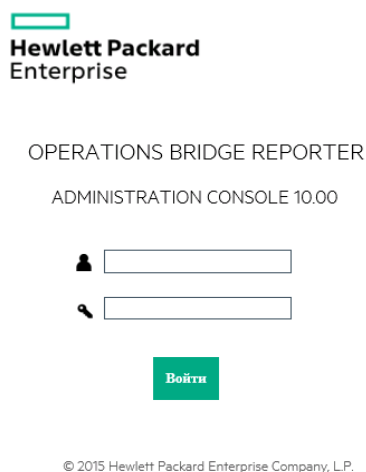 Hewlett Packard
Enterprise
OPERATIONS BRIDGE REPORTER
ADMINISTRATION CONSOLE 10.00
Войти
© 2015 Hewlett Packard Enterprise Company, L.P.